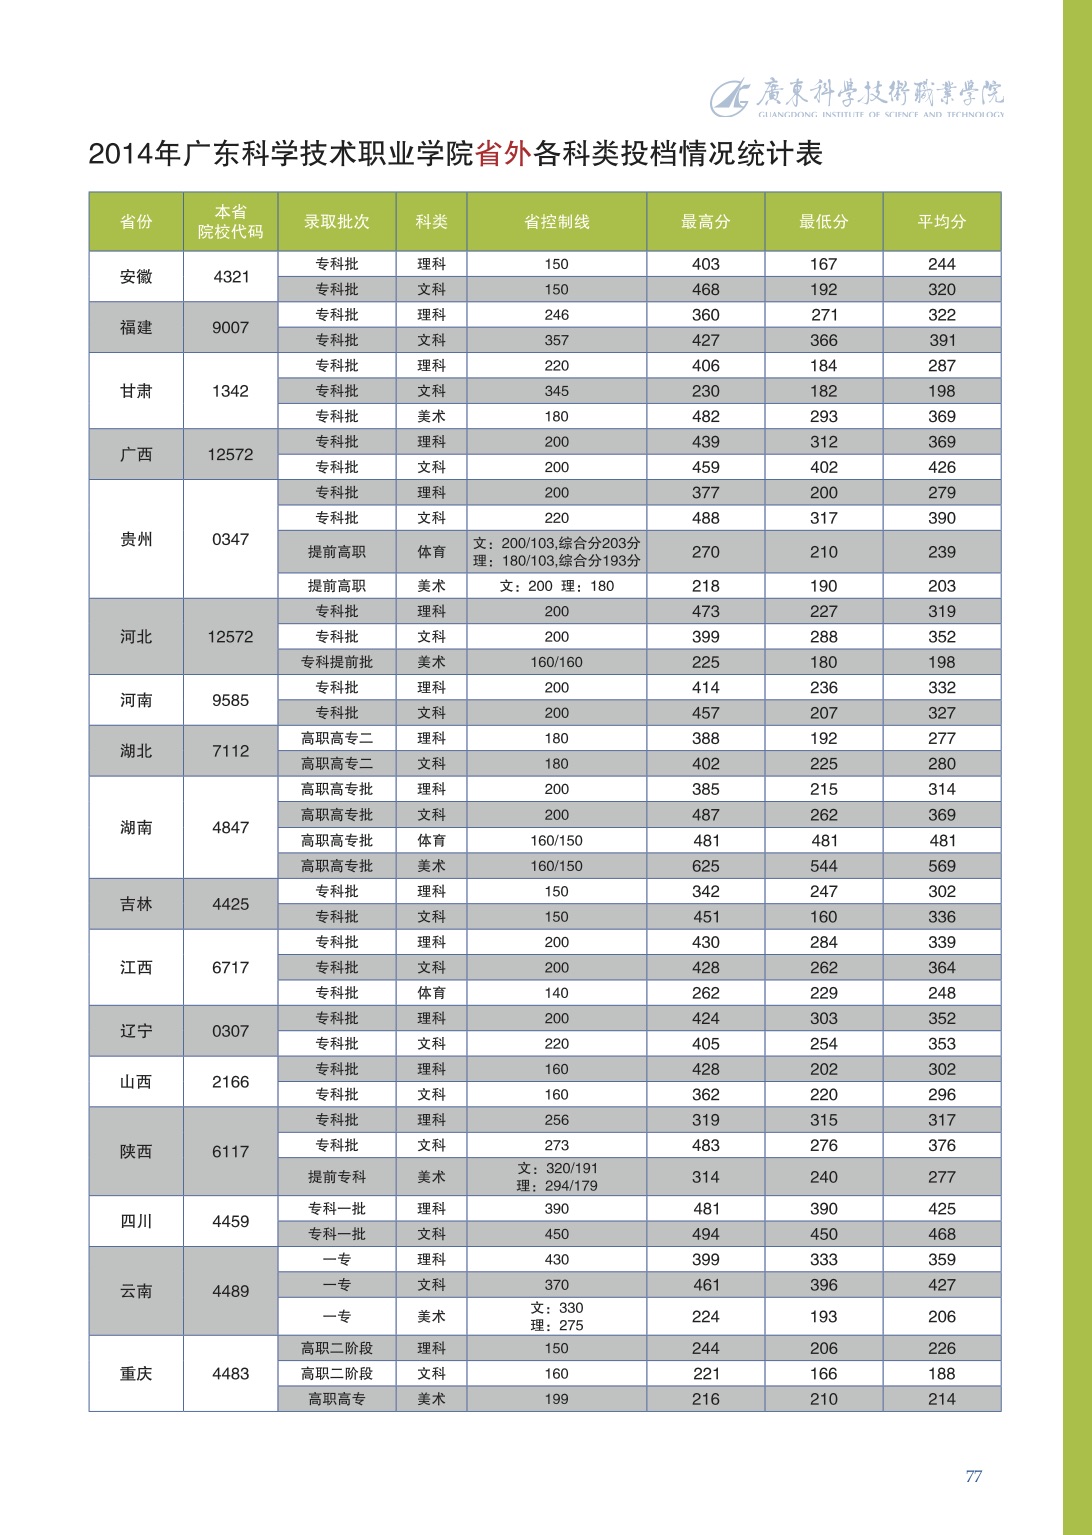 廣東科学技術職業学院
GUANGDONG INSTITUTE OF SCIENCE AND TECHNOLOGY
2014年广东科学技术职业学院省外各科类投档情况统计表
省份 本省院校代码 录取批次 科类 省控制线 最高分 最低分 平均分
安徽 4321 专科批 理科 150 403 167 244
专科批 文科 150 468 192 320
福建 9007 专科批 理科 246 360 271 322
专科批 文科 357 427 366 391
甘肃 1342 专科批 理科 220 406 184 287
专科批 文科 345 230 182 198
专科批 美术 180 482 293 369
广西 12572 专科批 理科 200 439 312 369
专科批 文科 200 459 402 426
贵州 0347 专科批 理科 200 377 200 279
专科批 文科 220 488 317 390
提前高职 体育 文：200/103,综合分203分 理：180/103,综合分193分 270 210 239
提前高职 美术 文：200 理：180 218 190 203
河北 12572 专科批 理科 200 473 227 319
专科批 文科 200 399 288 352
专科提前批 美术 160/160 225 180 198
河南 9585 专科批 理科 200 414 236 332
专科批 文科 200 457 207 327
湖北 7112 高职高专二 理科 180 388 192 277
高职高专二 文科 180 402 225 280
湖南 4847 高职高专批 理科 200 385 215 314
高职高专批 文科 200 487 262 369
高职高专批 体育 160/150 481 481 481
高职高专批 美术 160/150 625 544 569
吉林 4425 专科批 理科 150 342 247 302
专科批 文科 150 451 160 336
江西 6717 专科批 理科 200 430 284 339
专科批 文科 200 428 262 364
专科批 体育 140 262 229 248
辽宁 0307 专科批 理科 200 424 303 352
专科批 文科 220 405 254 353
山西 2166 专科批 理科 160 428 202 302
专科批 文科 160 362 220 296
陕西 6117 专科批 理科 256 319 315 317
专科批 文科 273 483 276 376
提前专科 美术 文：320/191 理：294/179 314 240 277
四川 4459 专科一批 理科 390 481 390 425
专科一批 文科 450 494 450 468
云南 4489 一专 理科 430 399 333 359
一专 文科 370 461 396 427
一专 美术 文：330 理：275 224 193 206
重庆 4483 高职二阶段 理科 150 244 206 226
高职二阶段 文科 160 221 166 188
高职高专 美术 199 216 210 214
77